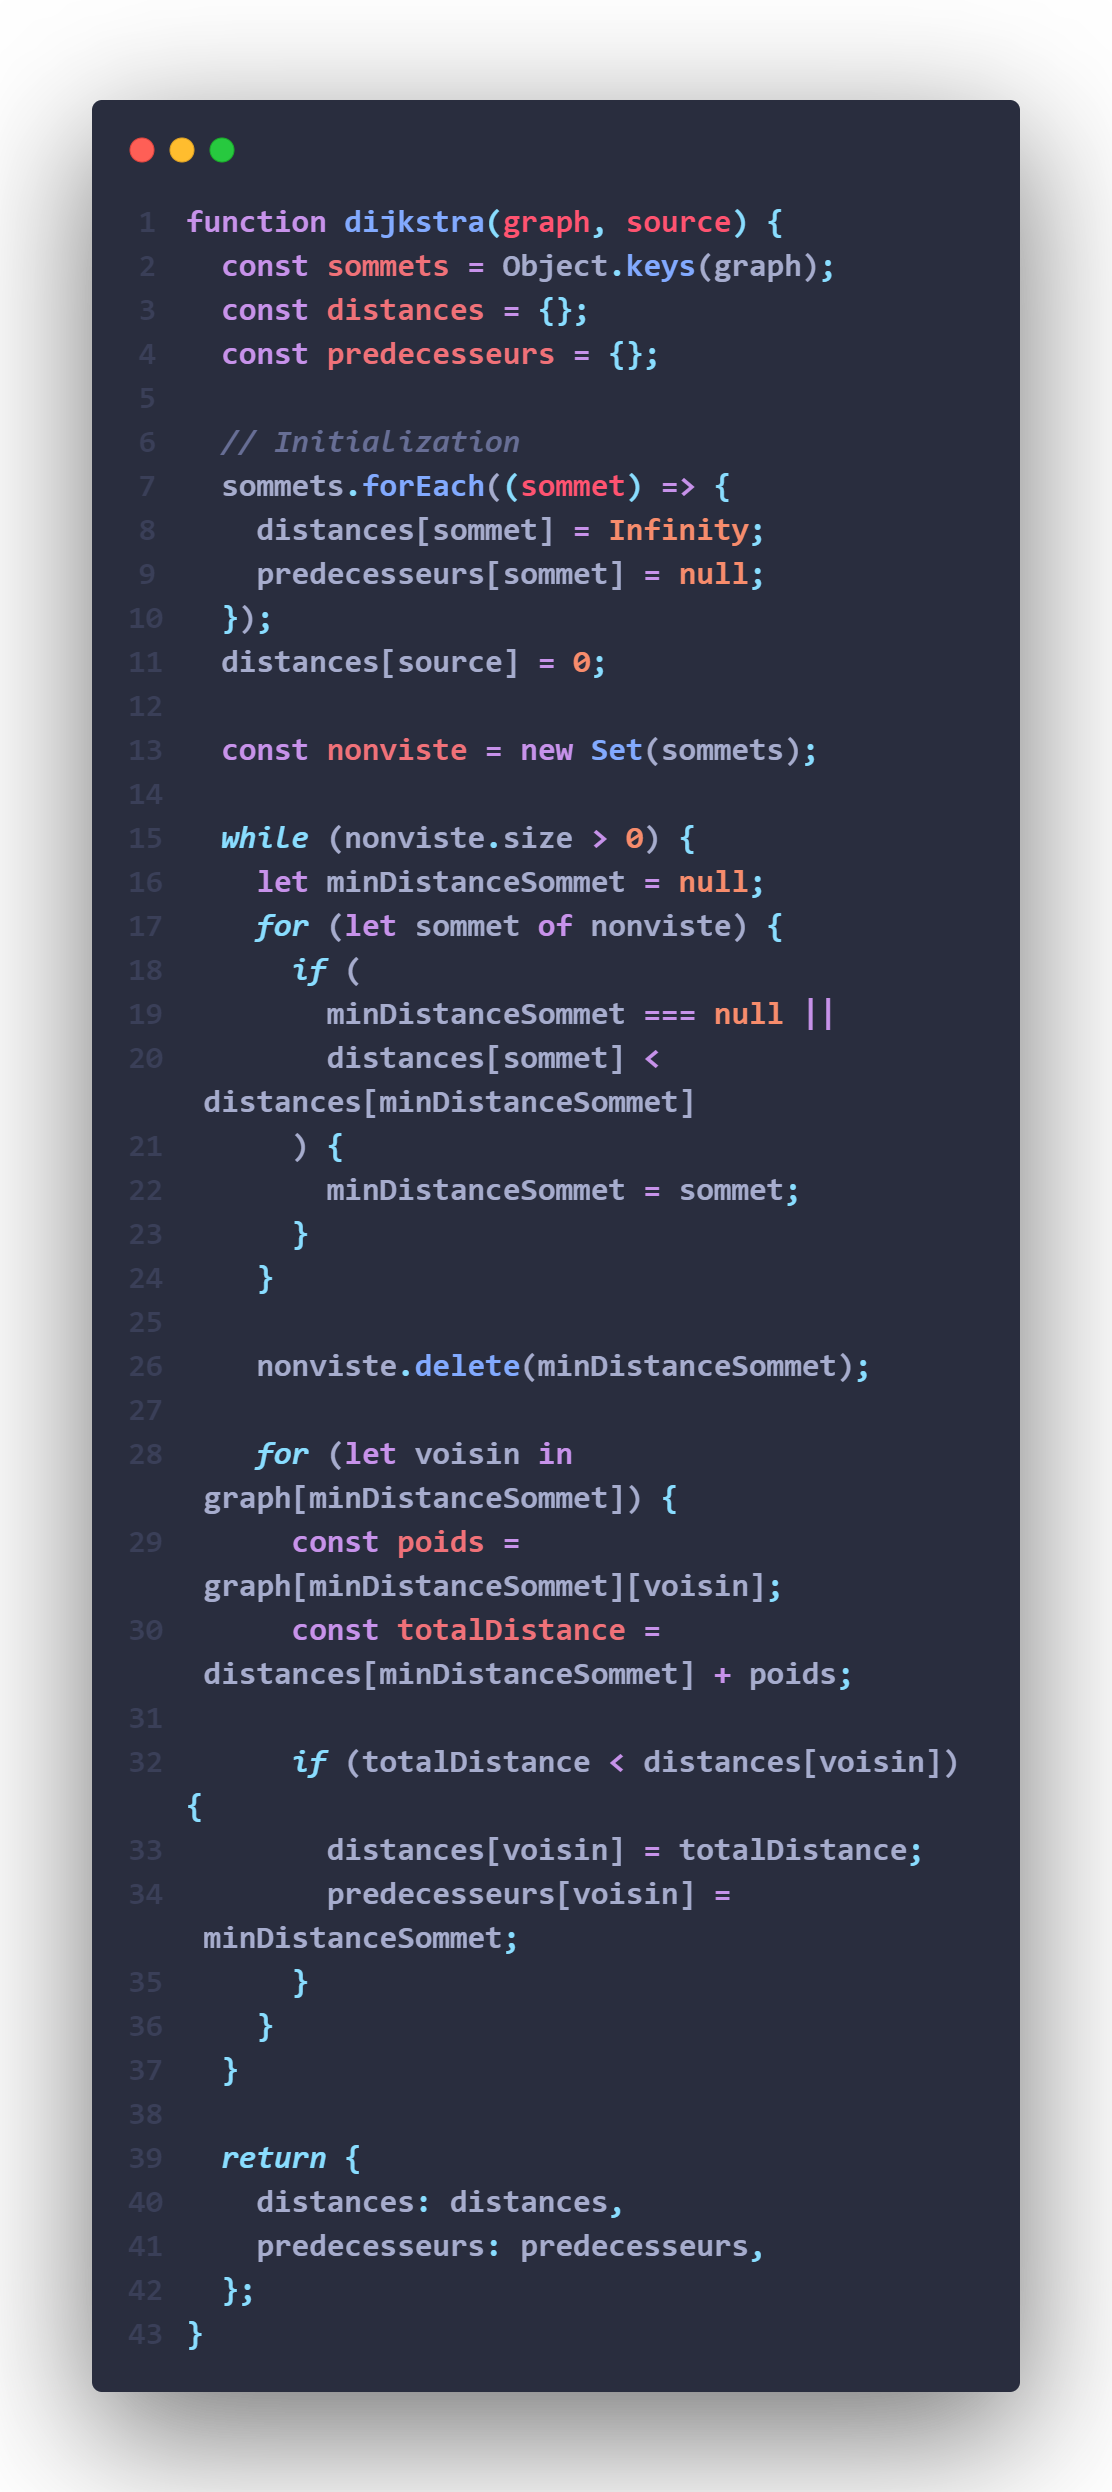 1 function dijkstra(graph, source) {
2   const sommets = Object.keys(graph);
3   const distances = {};
4   const predecesseurs = {};
5
6   // Initialization
7   sommets.forEach((sommet) => {
8     distances[sommet] = Infinity;
9     predecesseurs[sommet] = null;
10   });
11   distances[source] = 0;
12
13   const nonviste = new Set(sommets);
14
15   while (nonviste.size > 0) {
16     let minDistanceSommet = null;
17     for (let sommet of nonviste) {
18       if (
19         minDistanceSommet === null ||
20         distances[sommet] <
distances[minDistanceSommet]
21       ) {
22         minDistanceSommet = sommet;
23       }
24     }
25
26     nonviste.delete(minDistanceSommet);
27
28     for (let voisin in
graph[minDistanceSommet]) {
29       const poids =
graph[minDistanceSommet][voisin];
30       const totalDistance =
distances[minDistanceSommet] + poids;
31
32       if (totalDistance < distances[voisin])
{
33         distances[voisin] = totalDistance;
34         predecesseurs[voisin] =
minDistanceSommet;
35       }
36     }
37   }
38
39   return {
40     distances: distances,
41     predecesseurs: predecesseurs,
42   };
43 }